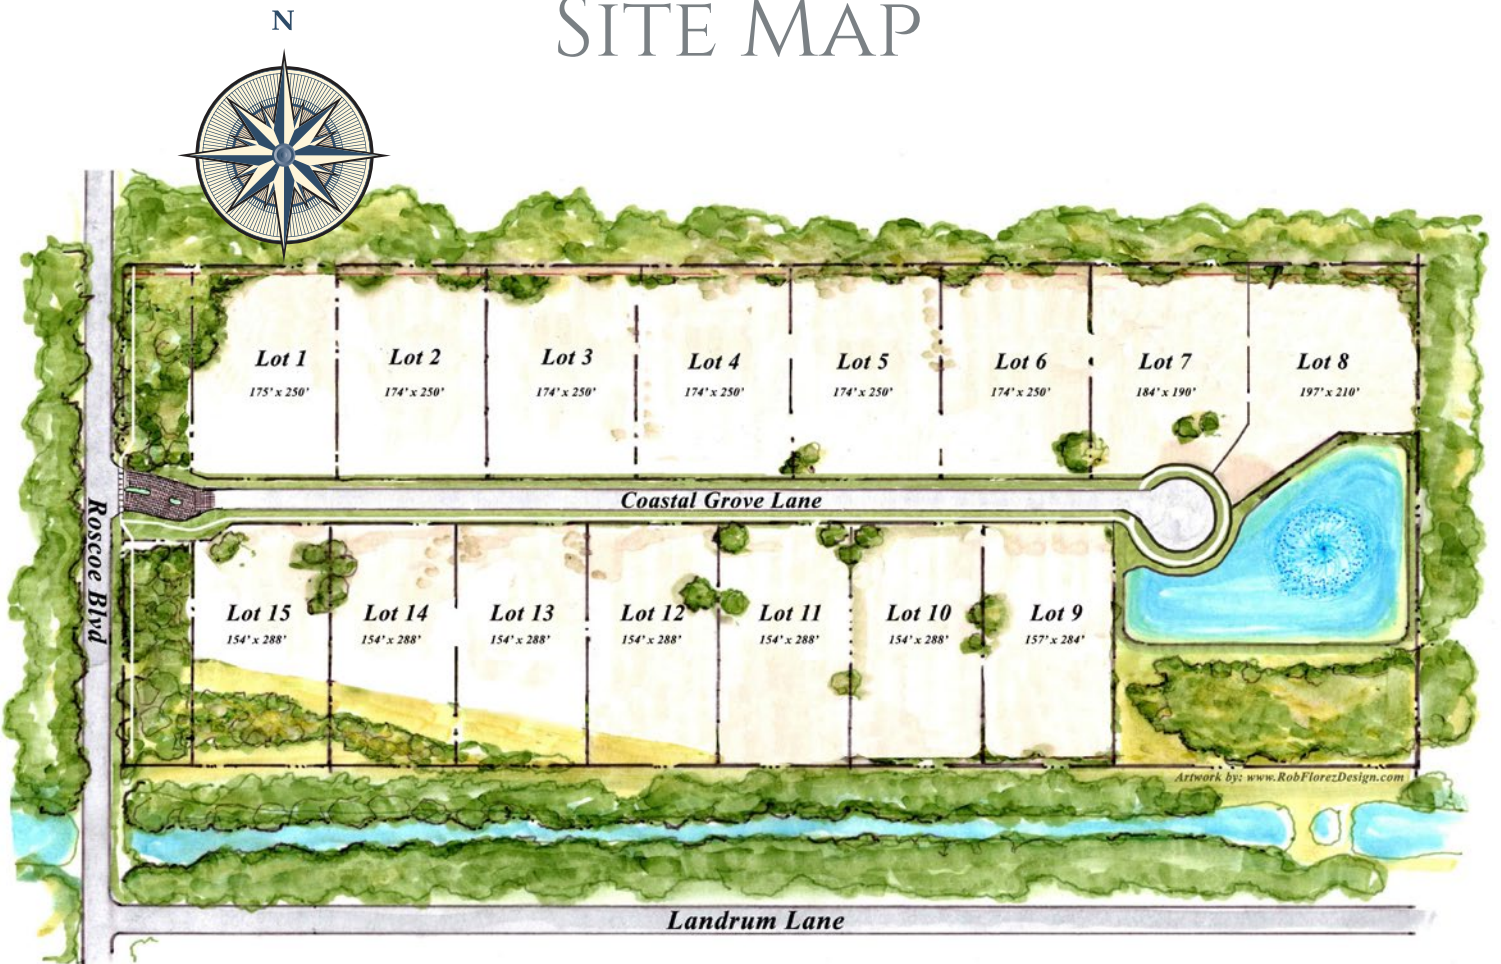 N
SITE MAP
Lot 1
175' x 250'
Lot 2
174' x 250'
Lot 3
174' x 250'
Lot 4
174' x 250'
Lot 5
174' x 250'
Lot 6
174' x 250'
Lot 7
184' x 190'
Lot 8
197' x 210'
Coastal Grove Lane
Roscoe Blvd
Lot 15
154' x 288'
Lot 14
154' x 288'
Lot 13
154' x 288'
Lot 12
154' x 288'
Lot 11
154' x 288'
Lot 10
154' x 288'
Lot 9
157' x 284'
Artwork by: www.RobFlorezDesign.com
Landrum Lane